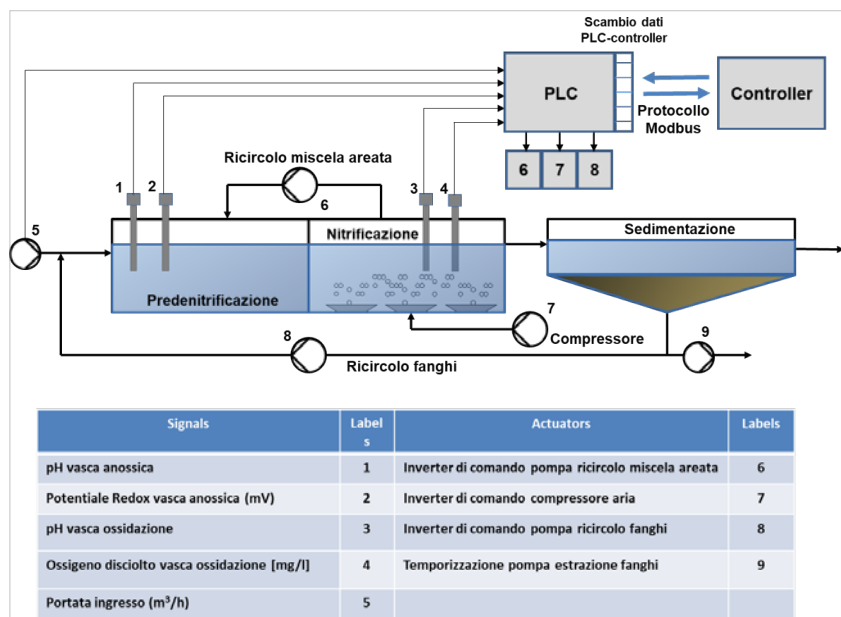 Scambio dati
PLC-controller
PLC
Controller
Protocollo
Modbus
6 7 8
Ricircolo miscela areata
1 2 3 4
6
5
Nitrificazione
Sedimentazione
Predenitrificazione
7
Compressore
8
9
Ricircolo fanghi
Signals Label Actuators Labels
s
pH vasca anossica 1 Inverter di comando pompa ricircolo miscela areata 6
Potentiale Redox vasca anossica (mV) 2 Inverter di comando compressore aria 7
pH vasca ossidazione 3 Inverter di comando pompa ricircolo fanghi 8
Ossigeno disciolto vasca ossidazione [mg/l] 4 Temporizzazione pompa estrazione fanghi 9
Portata ingresso (m³/h) 5